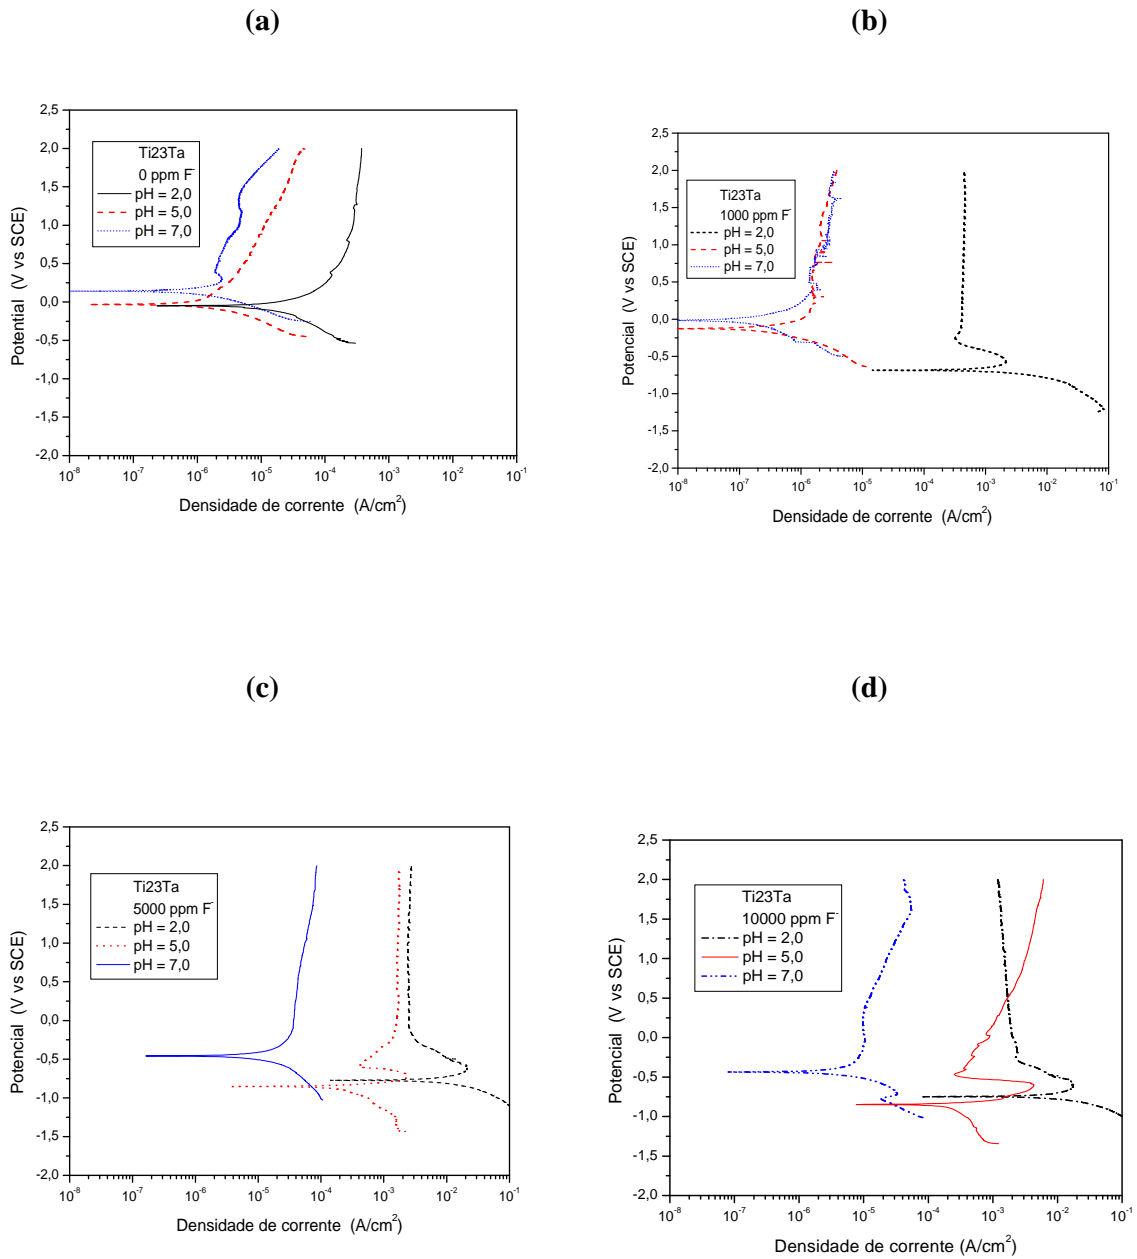 (a)
(b)
2,5
2,0
1,5
1,0
0,5
0,0
-0,5
-1,0
-1,5
-2,0
Potential (V vs SCE)
Ti23Ta
0 ppm F-
pH = 2,0
pH = 5,0
pH = 7,0
10-8
10-7
10-6
10-5
10-4
10-3
10-2
10-1
Densidade de corrente (A/cm2)
2,5
2,0
1,5
1,0
0,5
0,0
-0,5
-1,0
-1,5
-2,0
Potencial (V vs SCE)
Ti23Ta
1000 ppm F-
pH = 2,0
pH = 5,0
pH = 7,0
10-8
10-7
10-6
10-5
10-4
10-3
10-2
10-1
Densidade de corrente (A/cm2)
(c)
(d)
2,5
2,0
1,5
1,0
0,5
0,0
-0,5
-1,0
-1,5
-2,0
Potencial (V vs SCE)
Ti23Ta
5000 ppm F-
pH = 2,0
pH = 5,0
pH = 7,0
10-8
10-7
10-6
10-5
10-4
10-3
10-2
10-1
Densidade de corrente (A/cm2)
2,5
2,0
1,5
1,0
0,5
0,0
-0,5
-1,0
-1,5
-2,0
Potencial (V vs SCE)
Ti23Ta
10000 ppm F-
pH = 2,0
pH = 5,0
pH = 7,0
10-8
10-7
10-6
10-5
10-4
10-3
10-2
10-1
Densidade de corrente (A/cm2)